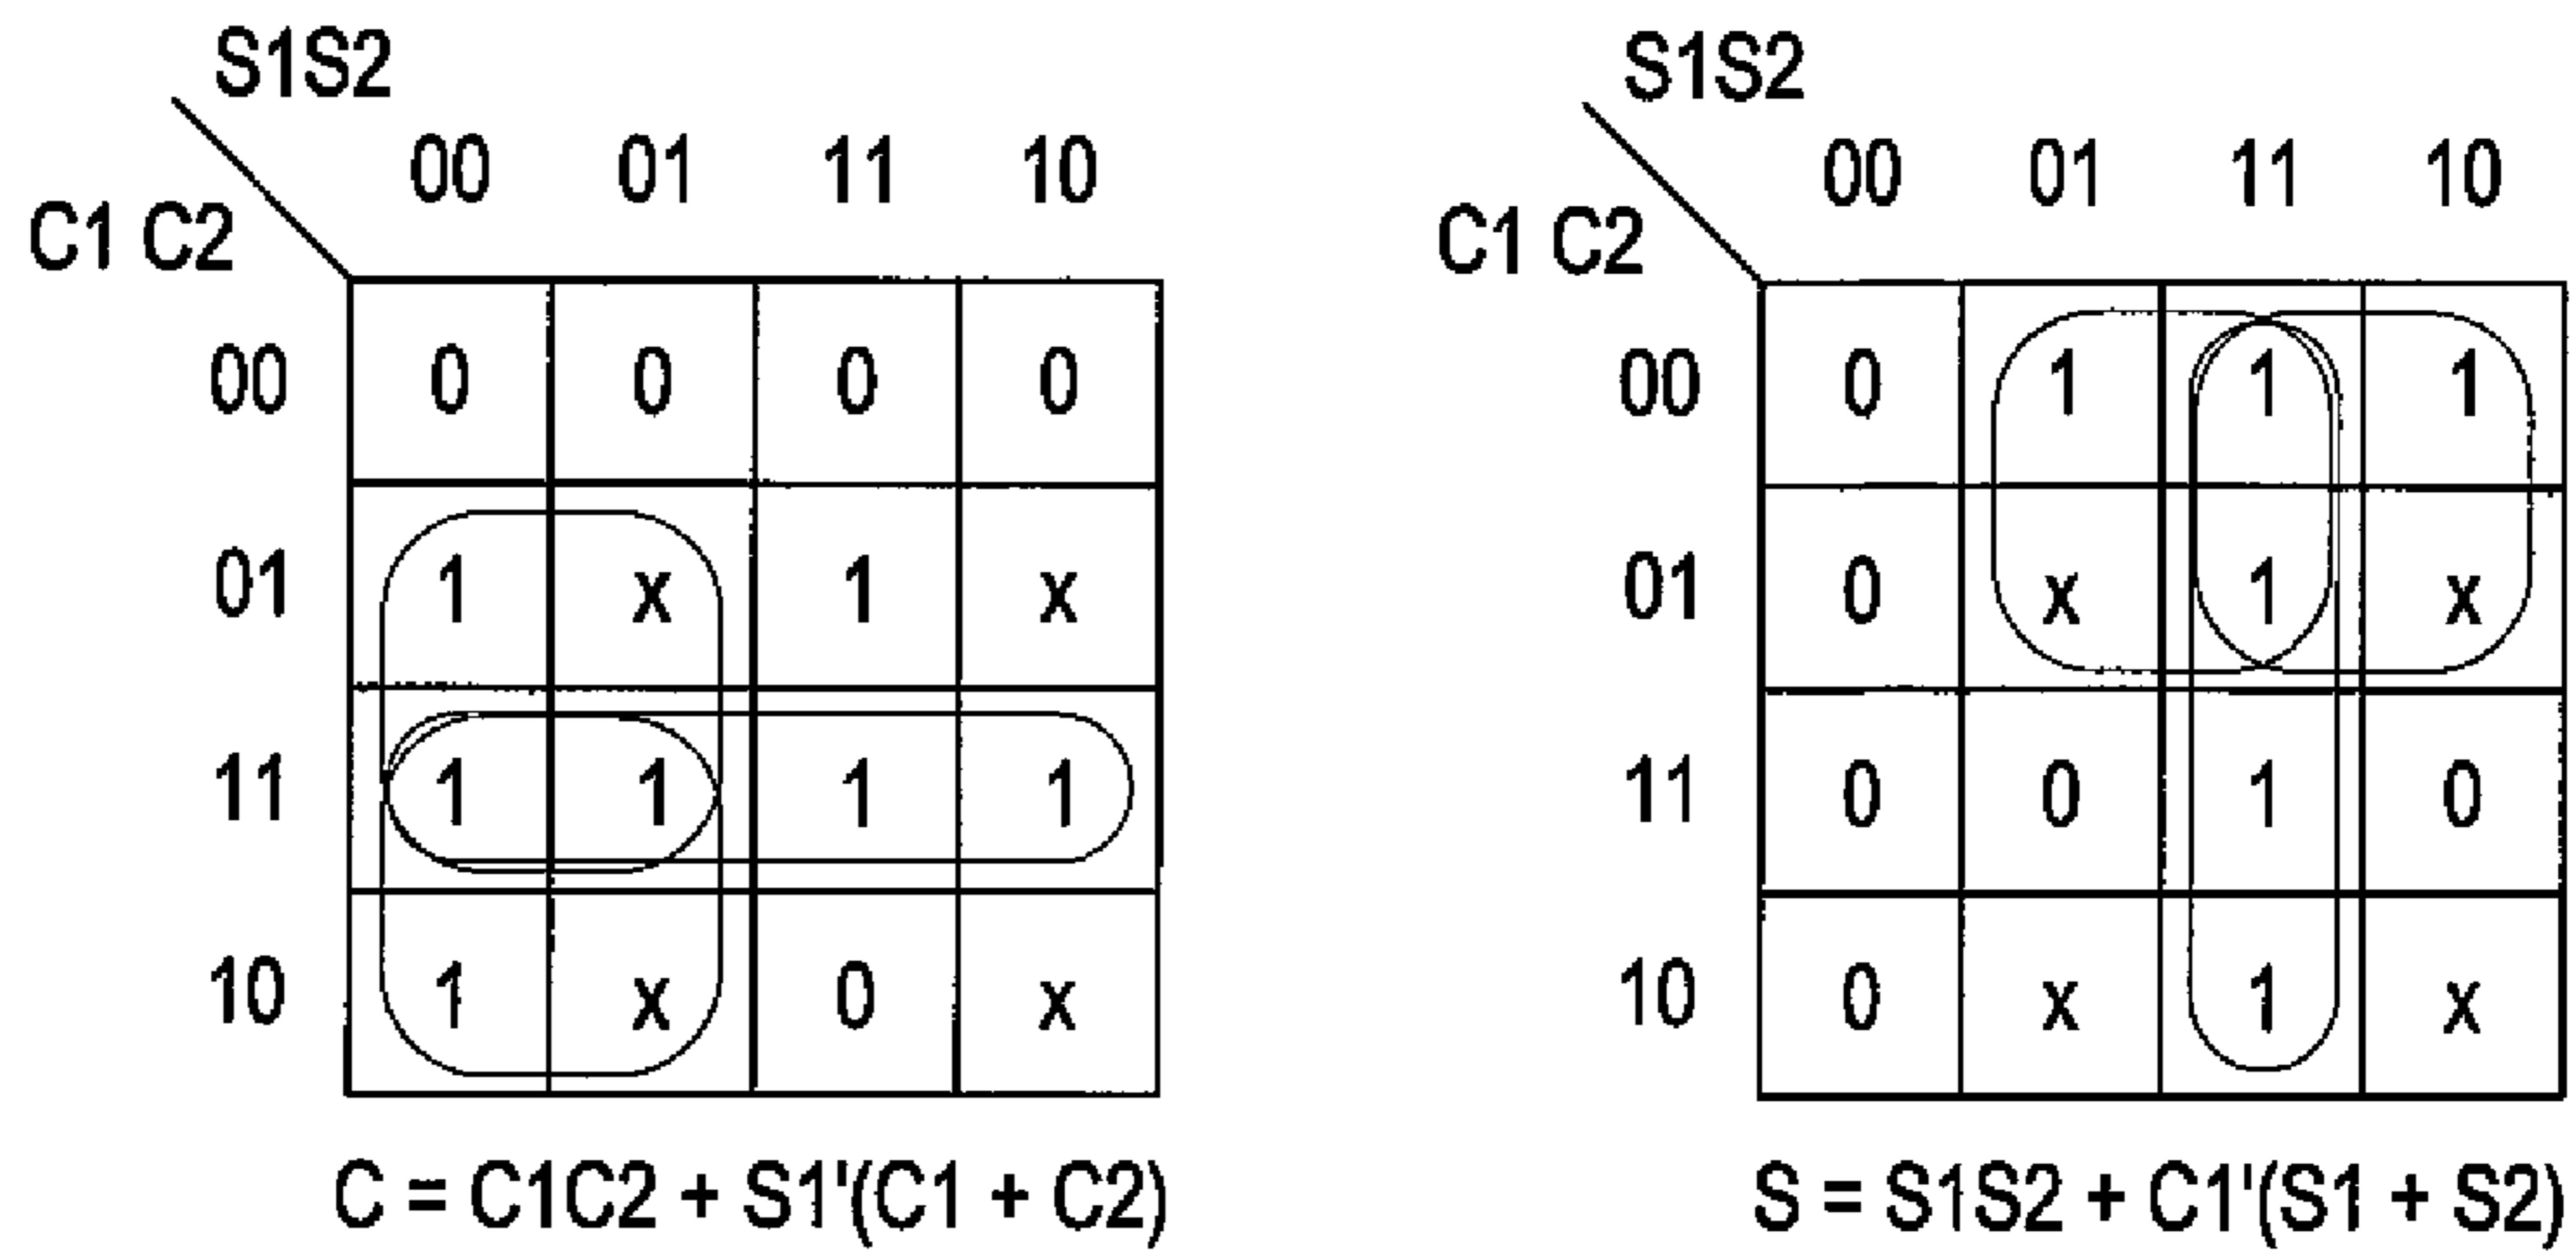 S1S2
00 01 11 10
C1 C2
00 0 0 0 0
01 1 x 1 x
11 1 1 1 1
10 1 x 0 x
C = C1C2 + S1'(C1 + C2)
S1S2
00 01 11 10
C1 C2
00 0 1 1 1
01 0 x 1 x
11 0 0 1 0
10 0 x 1 x
S = S1S2 + C1'(S1 + S2)